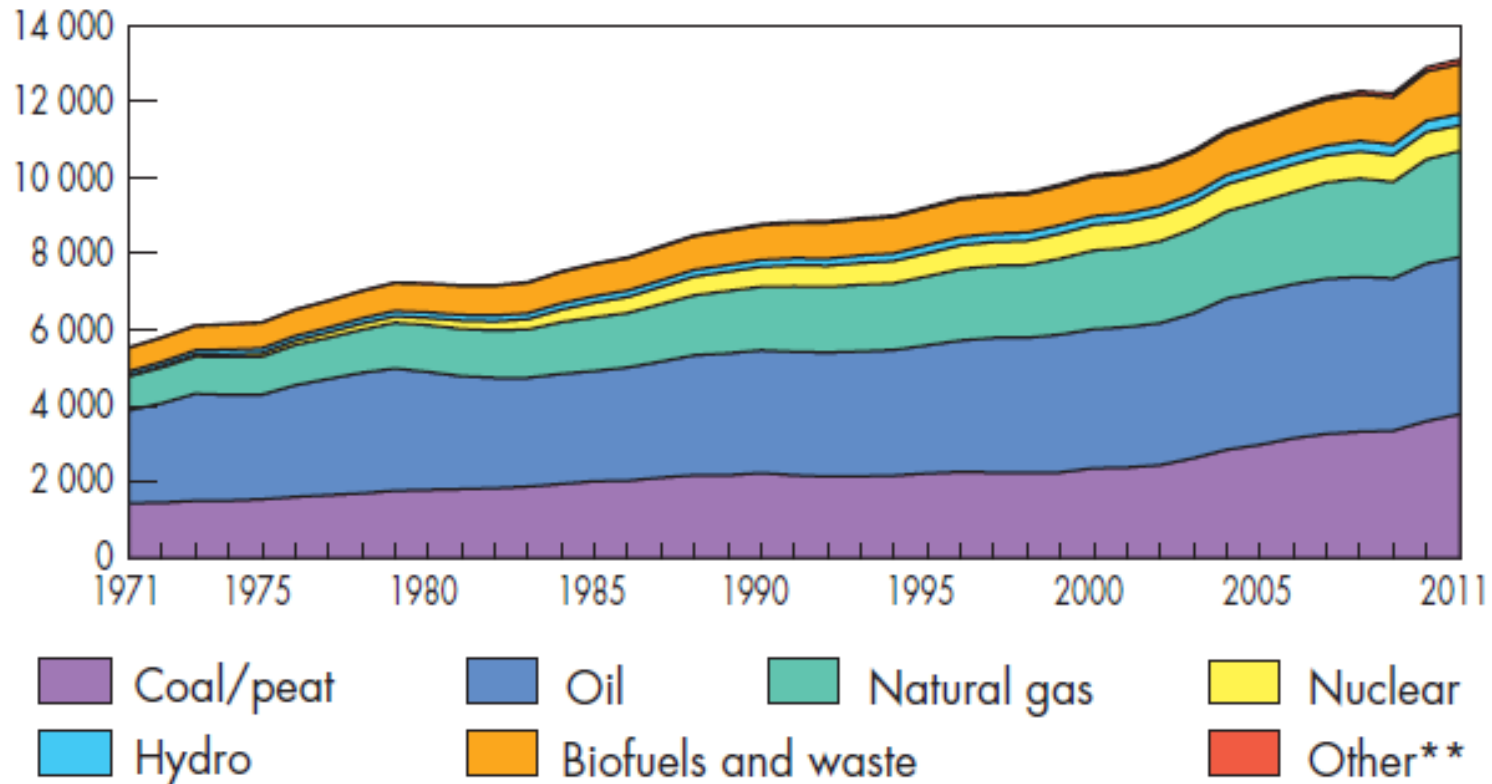 14 000
12 000
10 000
8 000
6 000
4 000
2 000
0
1971 1975 1980 1985 1990 1995 2000 2005 2011
Coal/peat Oil Natural gas Nuclear
Hydro Biofuels and waste Other**